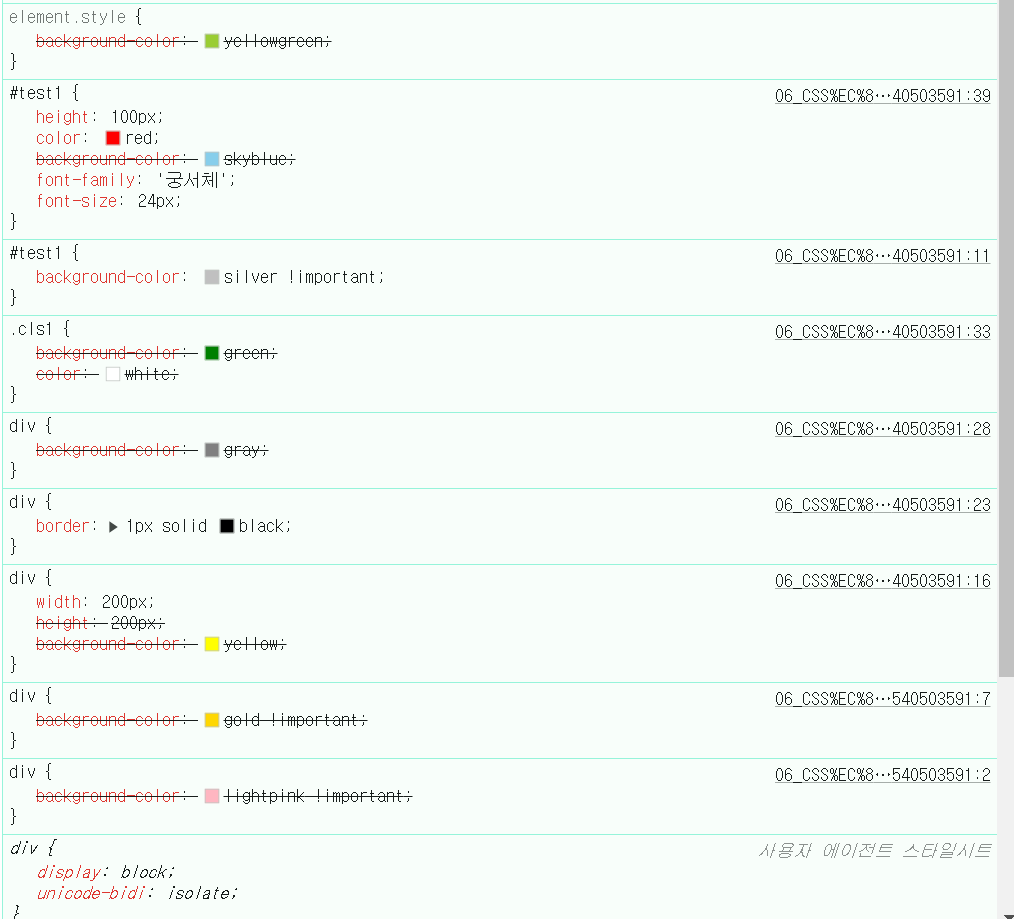 element.style {
background-color: yellowgreen;
}
#test1 { 06_CSS%EC%8…40503591:39
height: 100px;
color: red;
background-color: skyblue;
font-family: '궁서체';
font-size: 24px;
}
#test1 { 06_CSS%EC%8…40503591:11
background-color: silver !important;
}
.cls1 { 06_CSS%EC%8…40503591:33
background-color: green;
color: white;
}
div { 06_CSS%EC%8…40503591:28
background-color: gray;
}
div { 06_CSS%EC%8…40503591:23
border: 1px solid black;
}
div { 06_CSS%EC%8…40503591:16
width: 200px;
height: 200px;
background-color: yellow;
}
div { 06_CSS%EC%8…540503591:7
background-color: gold !important;
}
div { 06_CSS%EC%8…540503591:2
background-color: lightpink !important;
}
div { 사용자 에이전트 스타일시트
display: block;
unicode-bidi: isolate;
}